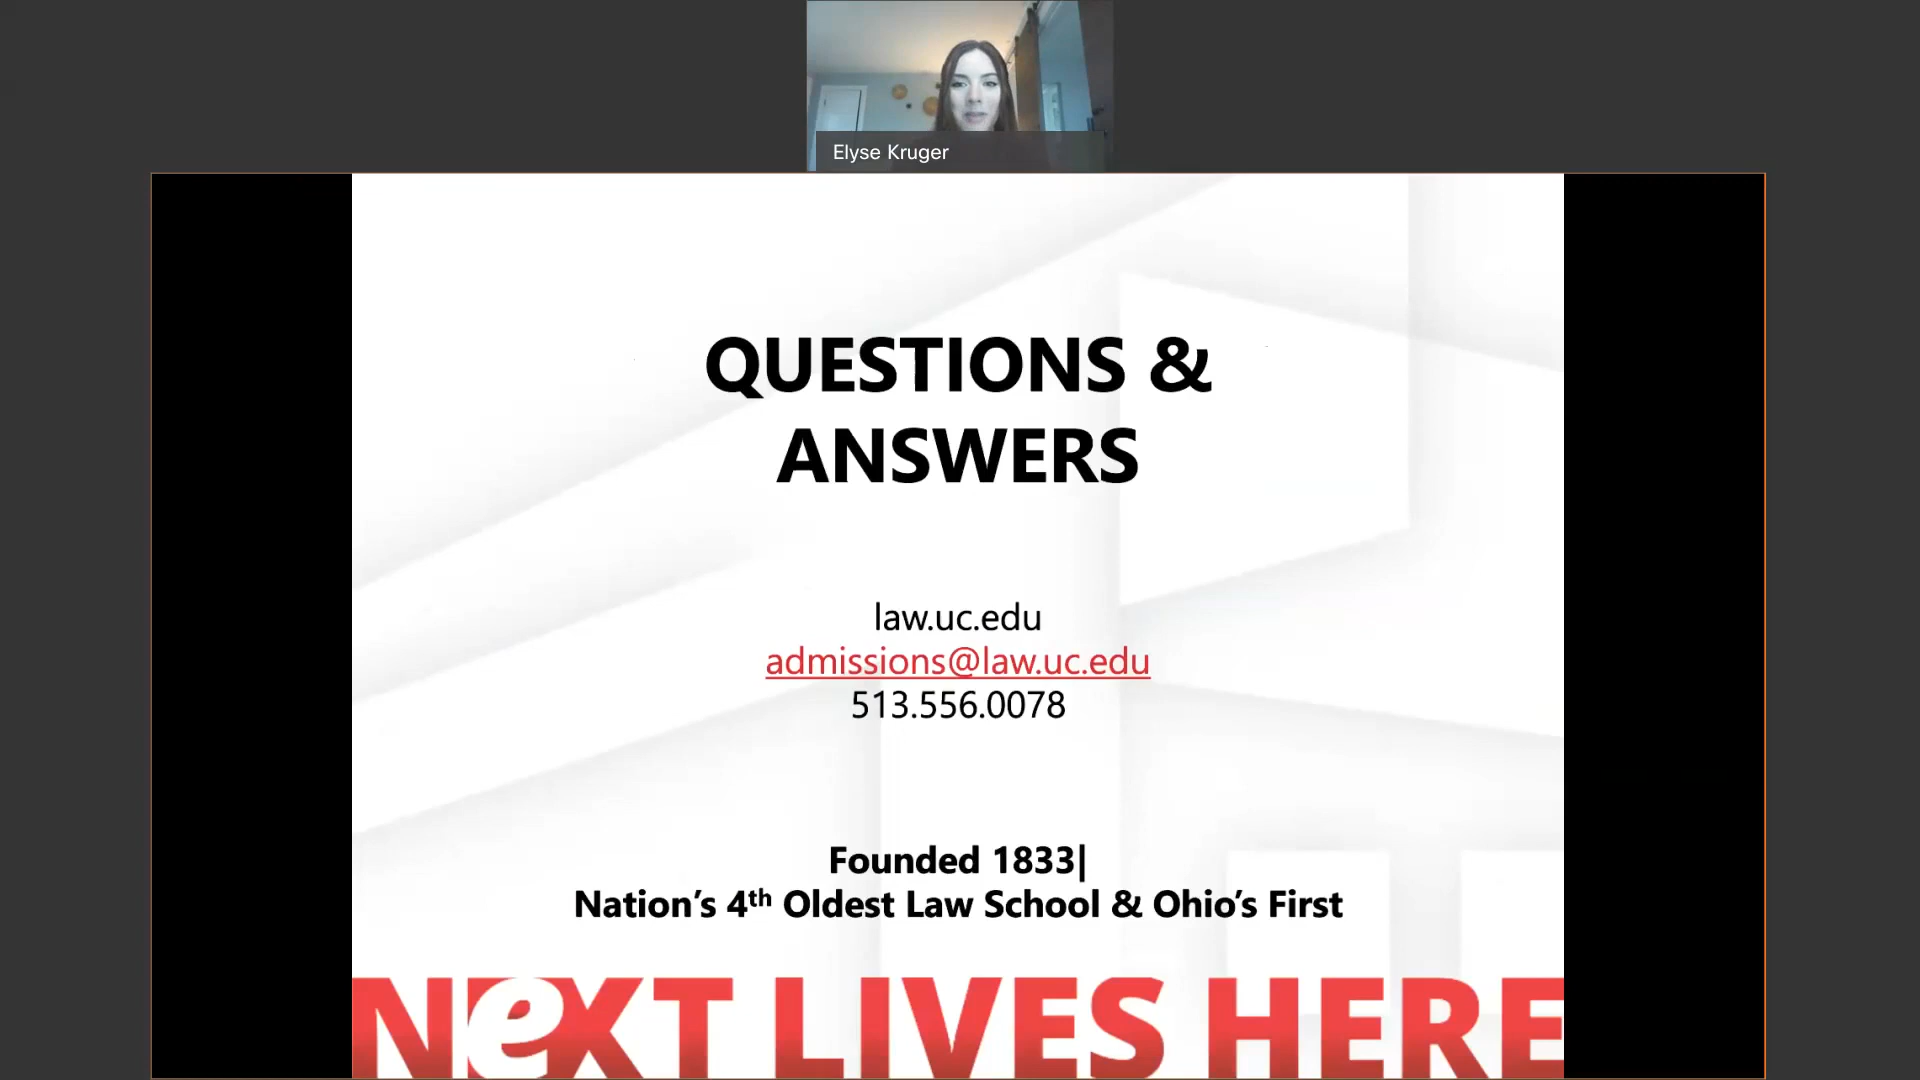 Elyse Kruger
QUESTIONS &
ANSWERS
law.uc.edu
admissions@law.uc.edu
513.556.0078
Founded 1833|
Nation’s 4th Oldest Law School & Ohio’s First
NeXT LIVES HERE